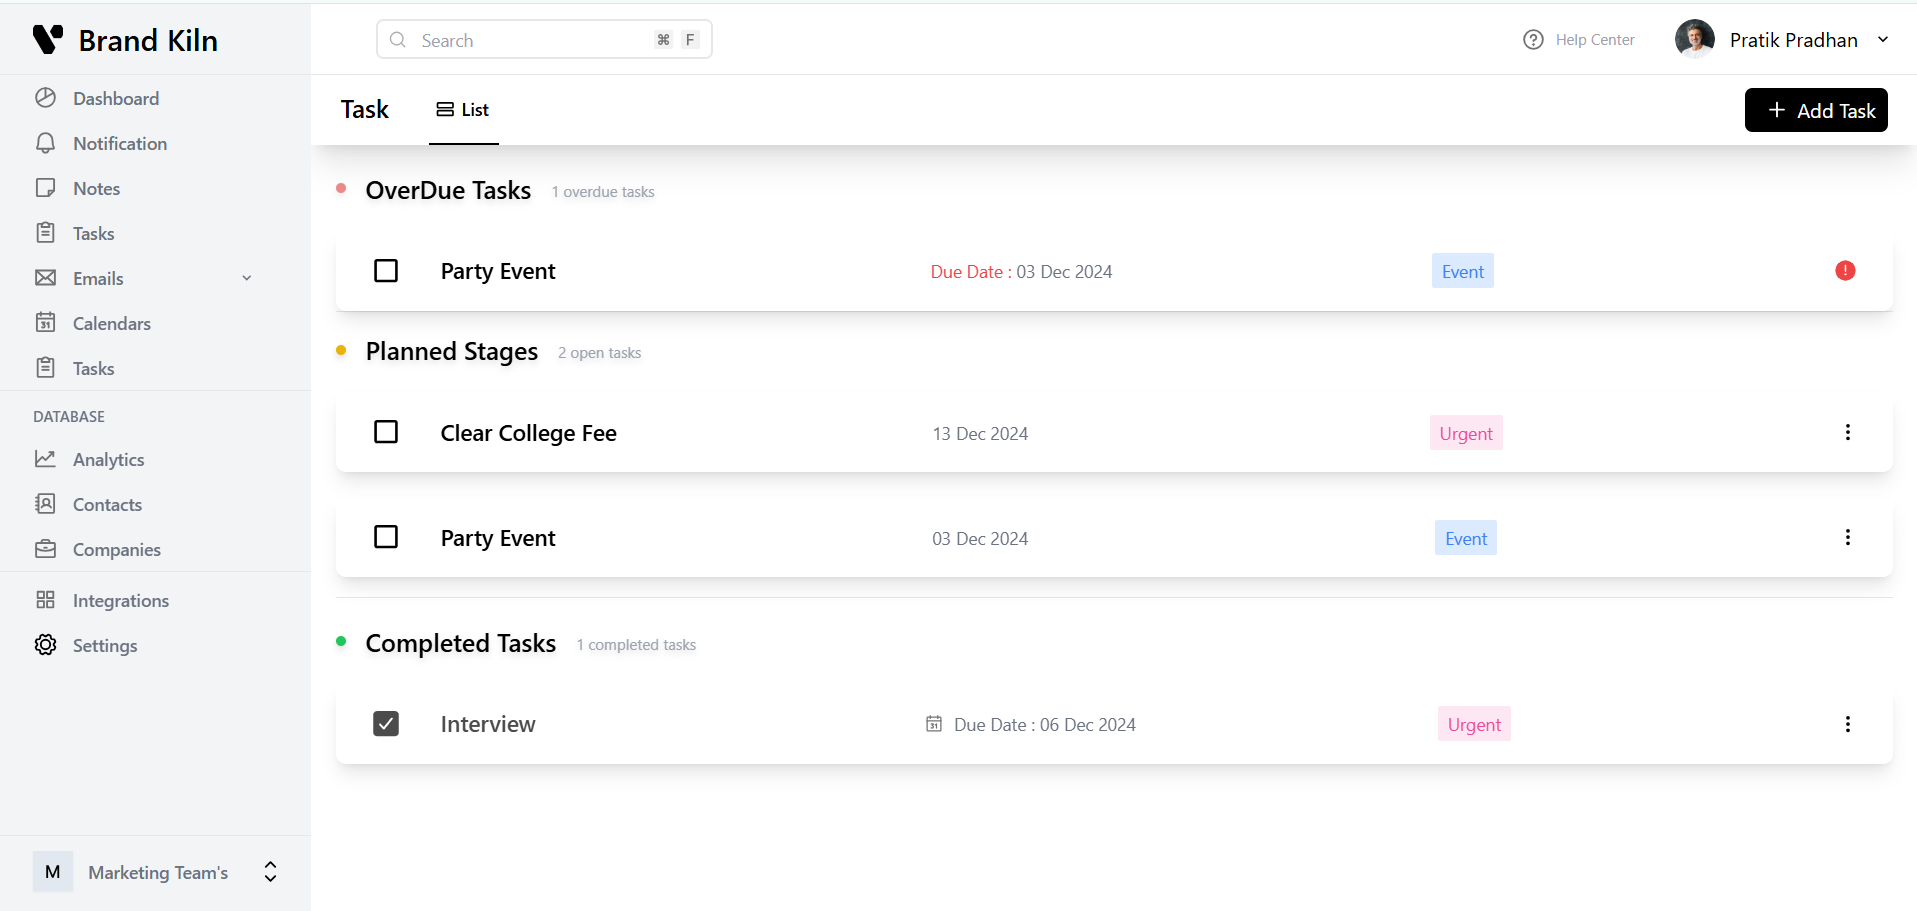 Brand Kiln
Search ⌘ F
Help Center
Pratik Pradhan
Dashboard
Notification
Notes
Tasks
Emails
Calendars
Tasks
DATABASE
Analytics
Contacts
Companies
Integrations
Settings
M Marketing Team's
Task
List
+ Add Task
OverDue Tasks 1 overdue tasks
Party Event Due Date : 03 Dec 2024 Event
Planned Stages 2 open tasks
Clear College Fee 13 Dec 2024 Urgent
Party Event 03 Dec 2024 Event
Completed Tasks 1 completed tasks
Interview 31 Due Date : 06 Dec 2024 Urgent